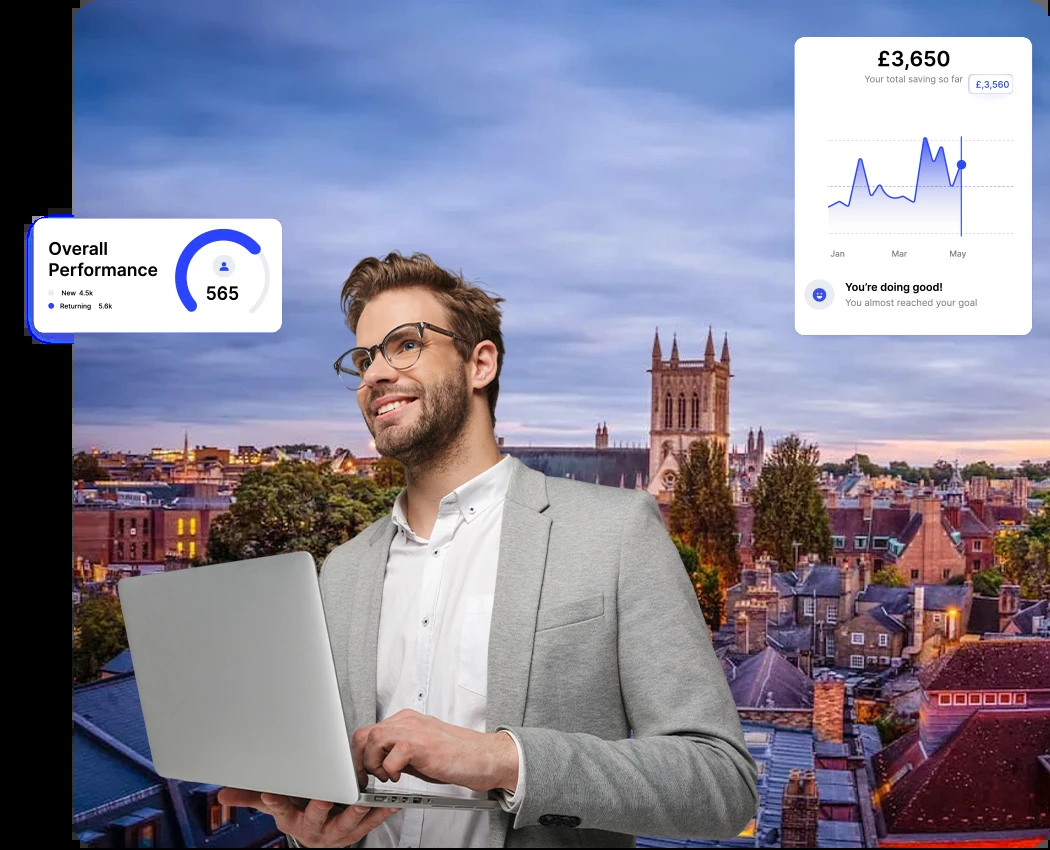 £3,650
Your total saving so far
£,3,560
Jan Mar May
You're doing good!
You almost reached your goal
Overall
Performance
New 4.5k
Returning 5.6k
565